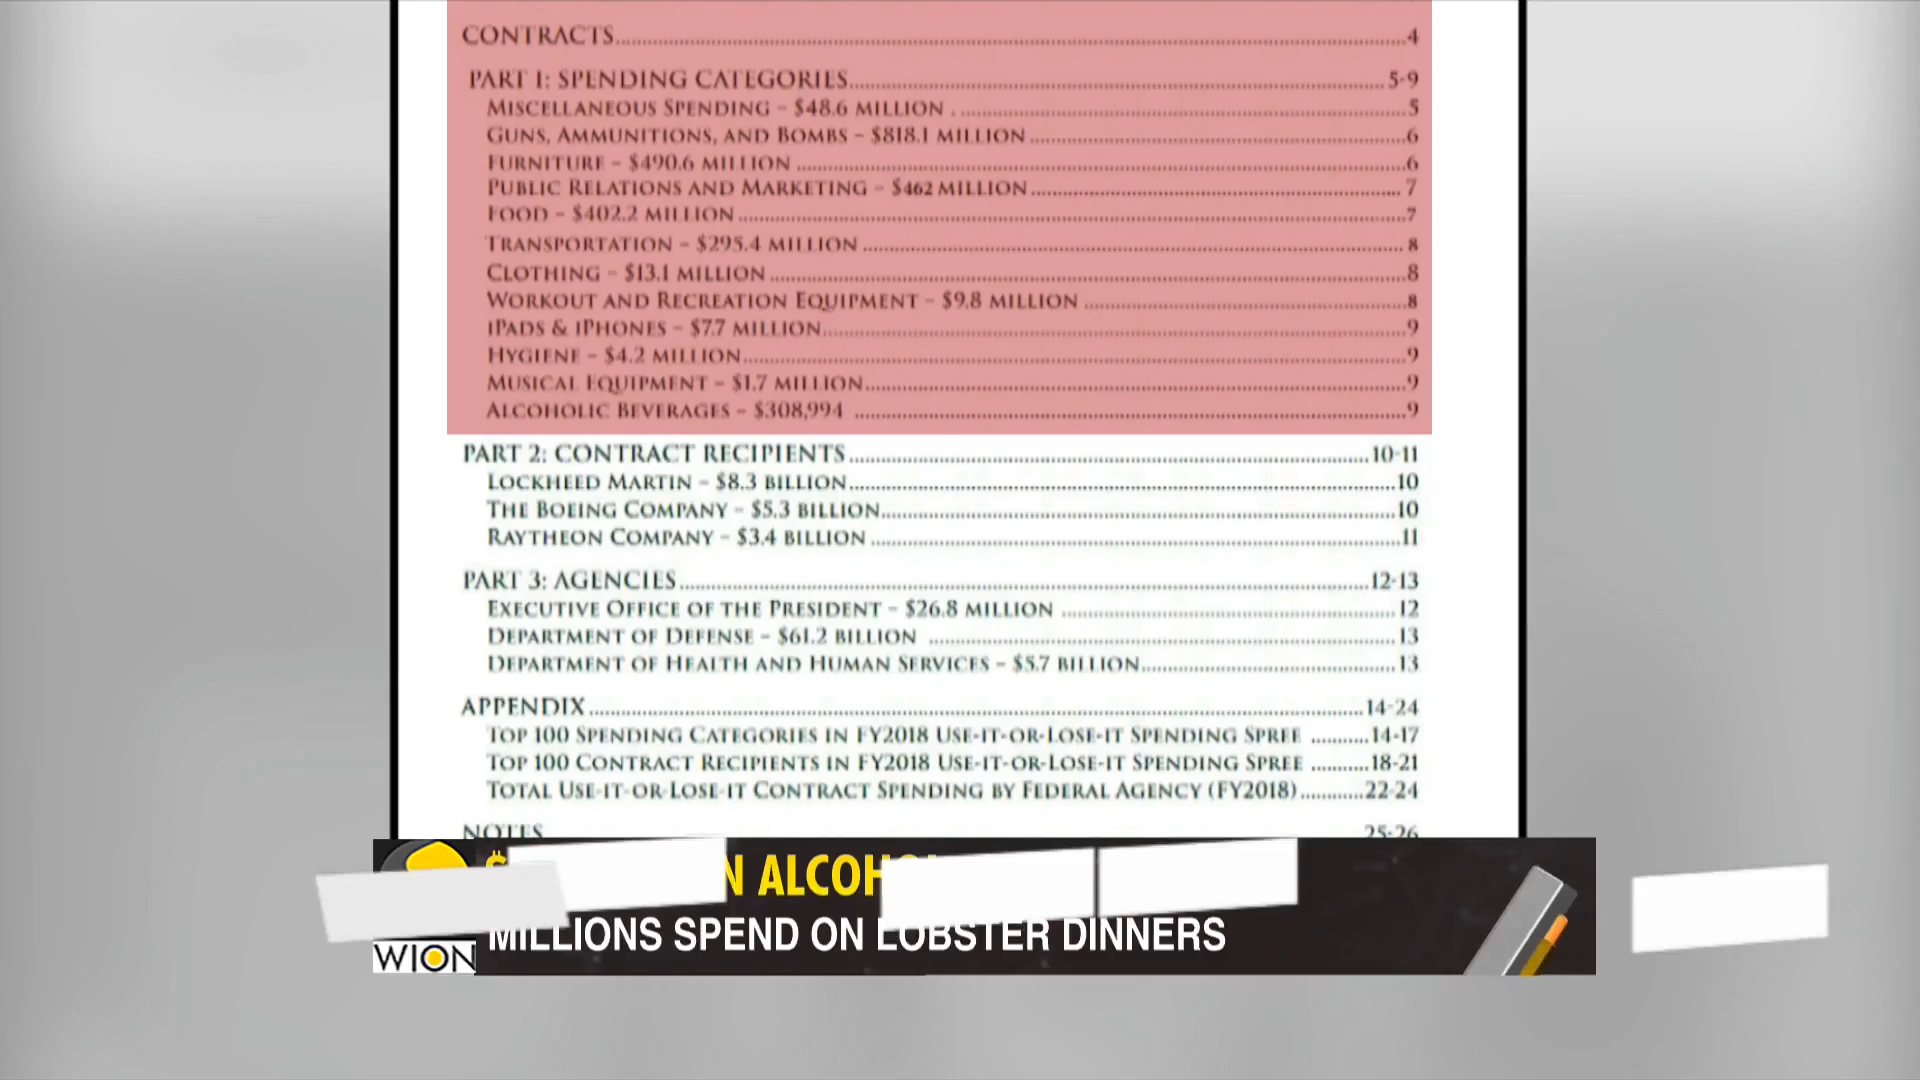 CONTRACTS....................4
PART 1: SPENDING CATEGORIES....................5-9
MISCELLANEOUS SPENDING – $48.6 MILLION ....................5
GUNS, AMMUNITIONS, AND BOMBS – $818.1 MILLION ....................6
FURNITURE – $490.6 MILLION ....................6
PUBLIC RELATIONS AND MARKETING – $462 MILLION.................... 7
FOOD – $402.2 MILLION ....................7
TRANSPORTATION – $295.4 MILLION .................... 8
CLOTHING – $13.1 MILLION ....................8
WORKOUT AND RECREATION EQUIPMENT – $9.8 MILLION ....................8
IPADS & IPHONES – $7.7 MILLION....................9
HYGIENE – $4.2 MILLION....................9
MUSICAL EQUIPMENT – $1.7 MILLION....................9
ALCOHOLIC BEVERAGES – $308,994 ....................9
PART 2: CONTRACT RECIPIENTS....................10-11
LOCKHEED MARTIN – $8.3 BILLION....................10
THE BOEING COMPANY – $5.3 BILLION....................10
RAYTHEON COMPANY – $3.4 BILLION ....................11
PART 3: AGENCIES....................12-13
EXECUTIVE OFFICE OF THE PRESIDENT – $26.8 MILLION ....................12
DEPARTMENT OF DEFENSE – $61.2 BILLION ....................13
DEPARTMENT OF HEALTH AND HUMAN SERVICES – $5.7 BILLION....................13
APPENDIX ....................14-24
TOP 100 SPENDING CATEGORIES IN FY2018 USE-IT-OR-LOSE-IT SPENDING SPREE ...........14-17
TOP 100 CONTRACT RECIPIENTS IN FY2018 USE-IT-OR-LOSE-IT SPENDING SPREE ...........18-21
TOTAL USE-IT-OR-LOSE-IT CONTRACT SPENDING BY FEDERAL AGENCY (FY2018)............22-24
NOTES 25-26
MILLIONS SPEND ON LOBSTER DINNERS
WION